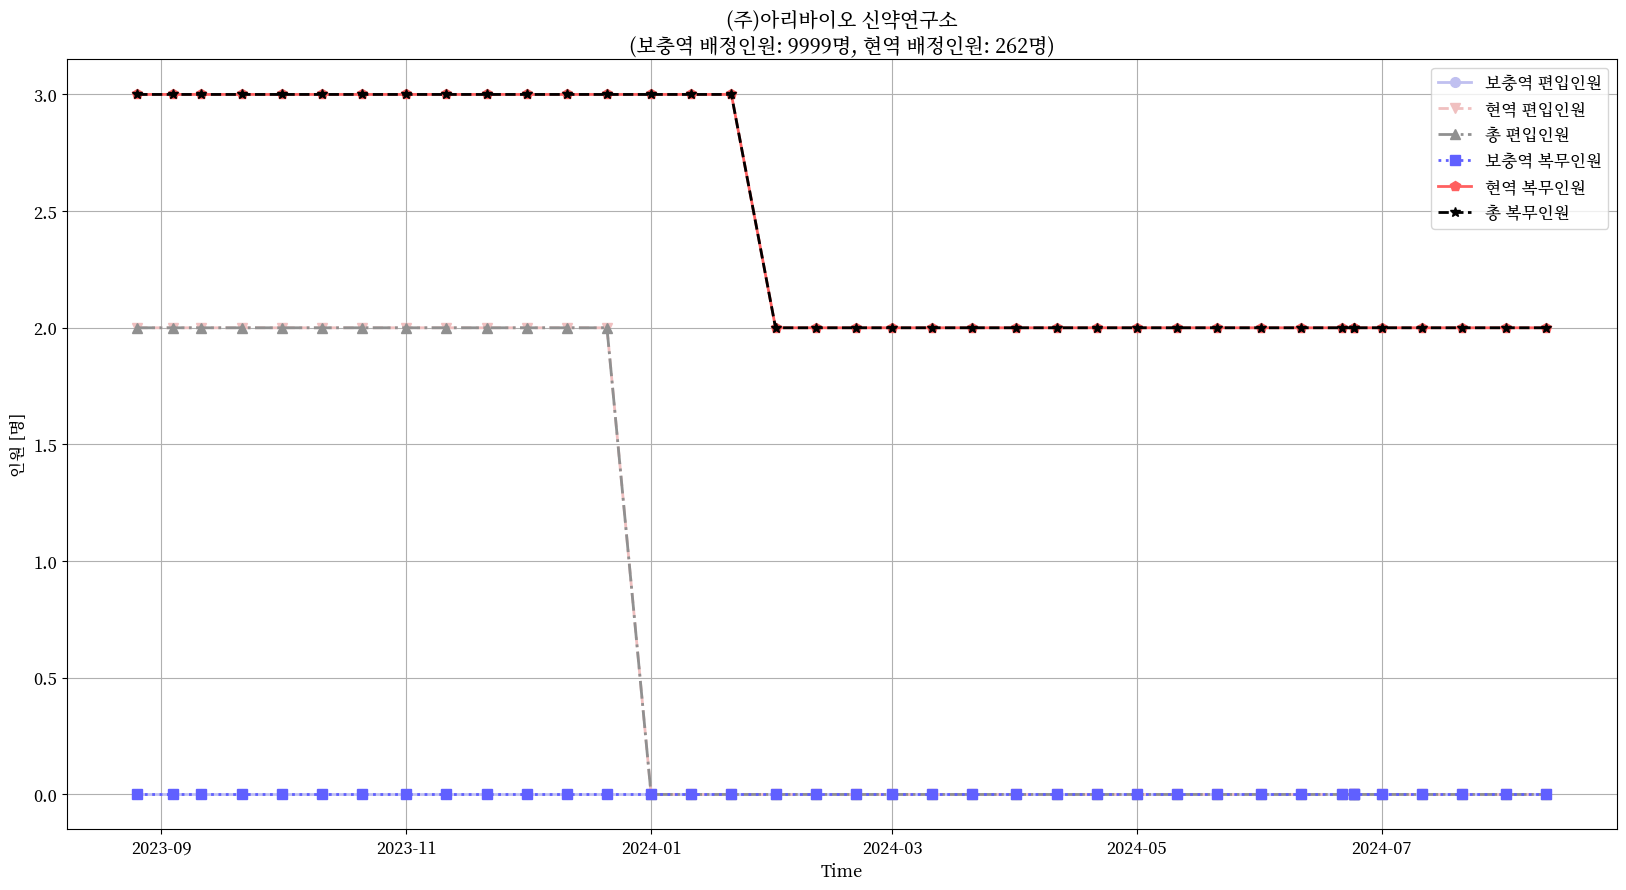 (주)아리바이오 신약연구소
(보충역 배정인원: 9999명, 현역 배정인원: 262명)
보충역 편입인원
현역 편입인원
총 편입인원
보충역 복무인원
현역 복무인원
총 복무인원
인원 [명]
3.0
2.5
2.0
1.5
1.0
0.5
0.0
2023-09
2023-11
2024-01
2024-03
2024-05
2024-07
Time